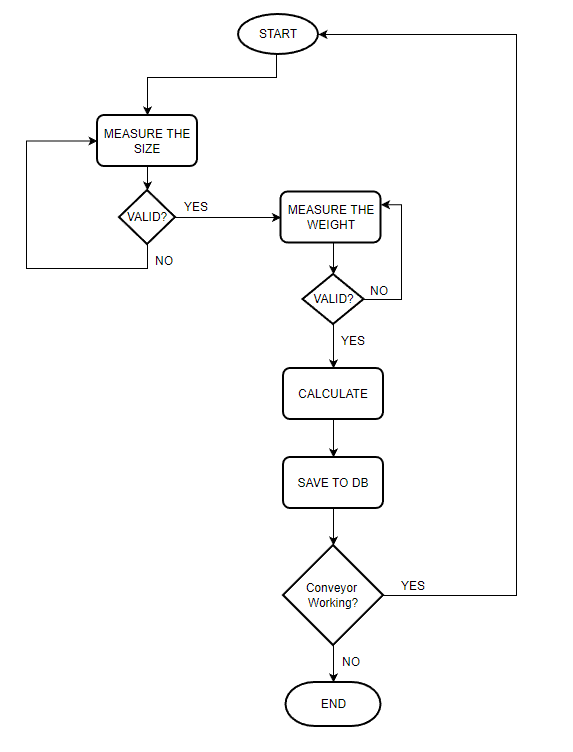 START
MEASURE THE
SIZE
VALID?
YES
NO
MEASURE THE
WEIGHT
VALID?
NO
YES
CALCULATE
SAVE TO DB
Conveyor
Working?
YES
NO
END